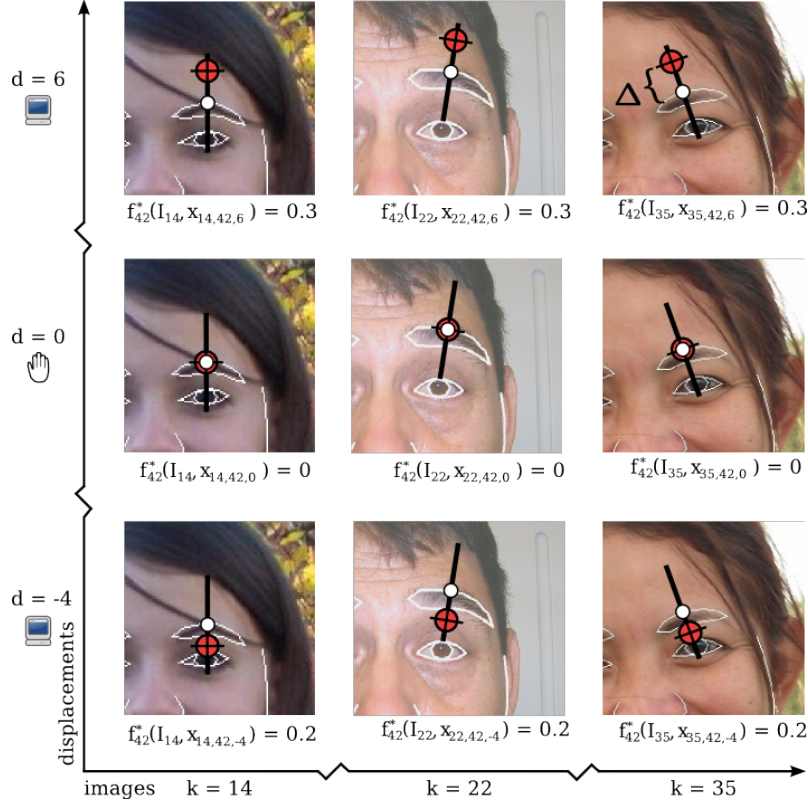 d = 6
Δ {
f*42(I14, x14,42,6) = 0.3
f*42(I22, x22,42,6) = 0.3
f*42(I35, x35,42,6) = 0.3
d = 0
f*42(I14, x14,42,0) = 0
f*42(I22, x22,42,0) = 0
f*42(I35, x35,42,0) = 0
d = -4
displacements
f*42(I14, x14,42,-4) = 0.2
f*42(I22, x22,42,-4) = 0.2
f*42(I35, x35,42,-4) = 0.2
images
k = 14
k = 22
k = 35